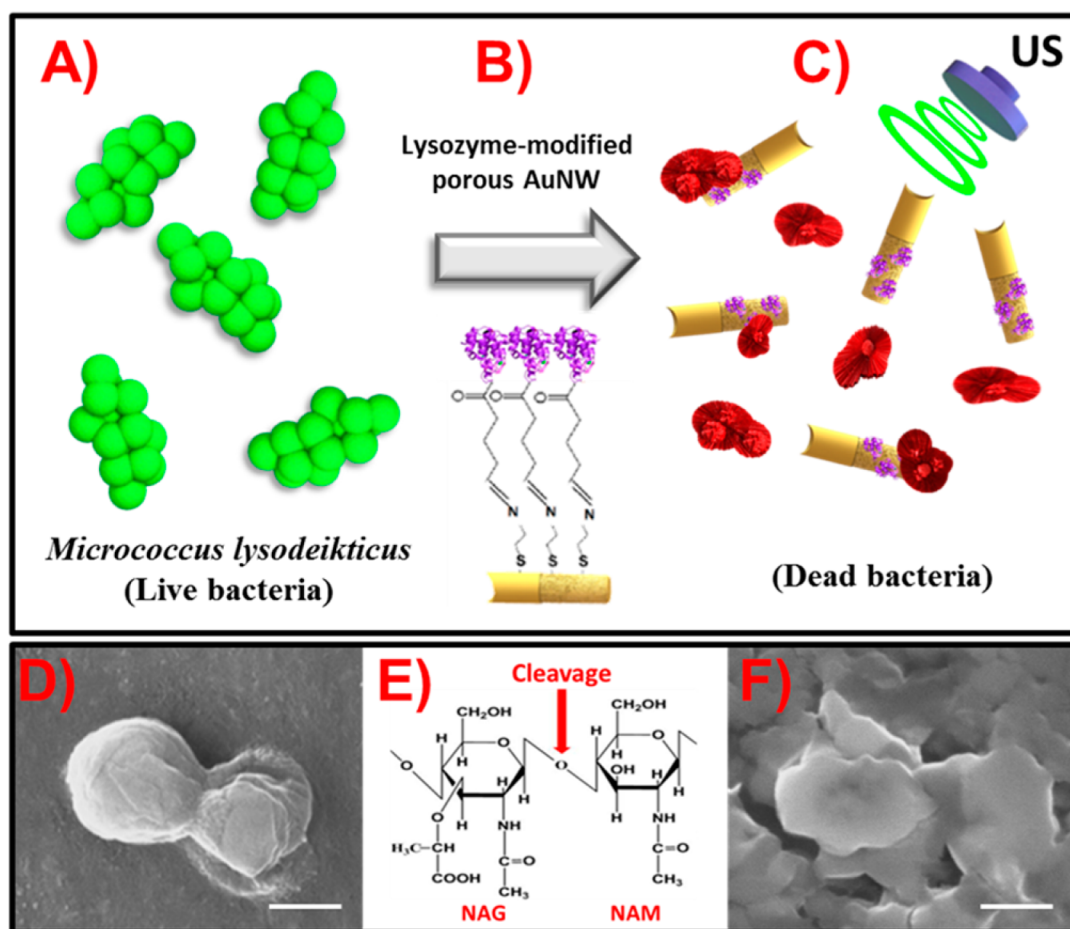 A)
B)
C)
US
Lysozyme-modified
porous AuNW
O O O
N N N
S S S
Micrococcus lysodeikticus
(Live bacteria)
(Dead bacteria)
D)
E)
F)
Cleavage
CH₂OH
CH₂OH
O
O
O
O
H
H
H
H
H
H
OH
H
H
H
H
O
NH
NH
H₃C–CH
C=O
C=O
COOH
CH₃
CH₃
NAG
NAM